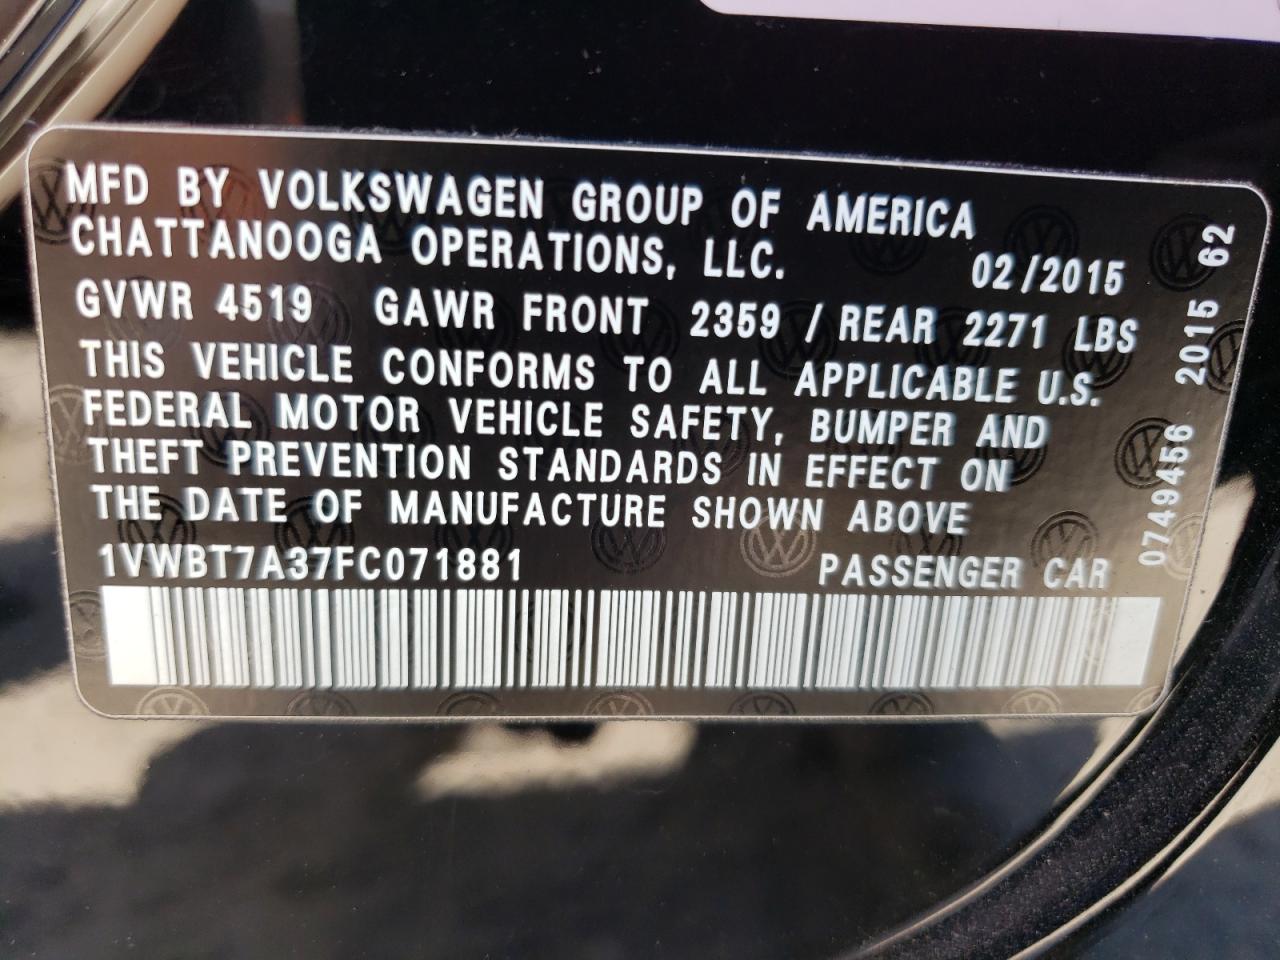 MFD BY VOLKSWAGEN GROUP OF AMERICA
CHATTANOOGA OPERATIONS, LLC. 02/2015
GVWR 4519 GAWR FRONT 2359 / REAR 2271 LBS
THIS VEHICLE CONFORMS TO ALL APPLICABLE U.S.
FEDERAL MOTOR VEHICLE SAFETY, BUMPER AND
THEFT PREVENTION STANDARDS IN EFFECT ON
THE DATE OF MANUFACTURE SHOWN ABOVE
1VWBT7A37FC071881 PASSENGER CAR
0749456 2015 62